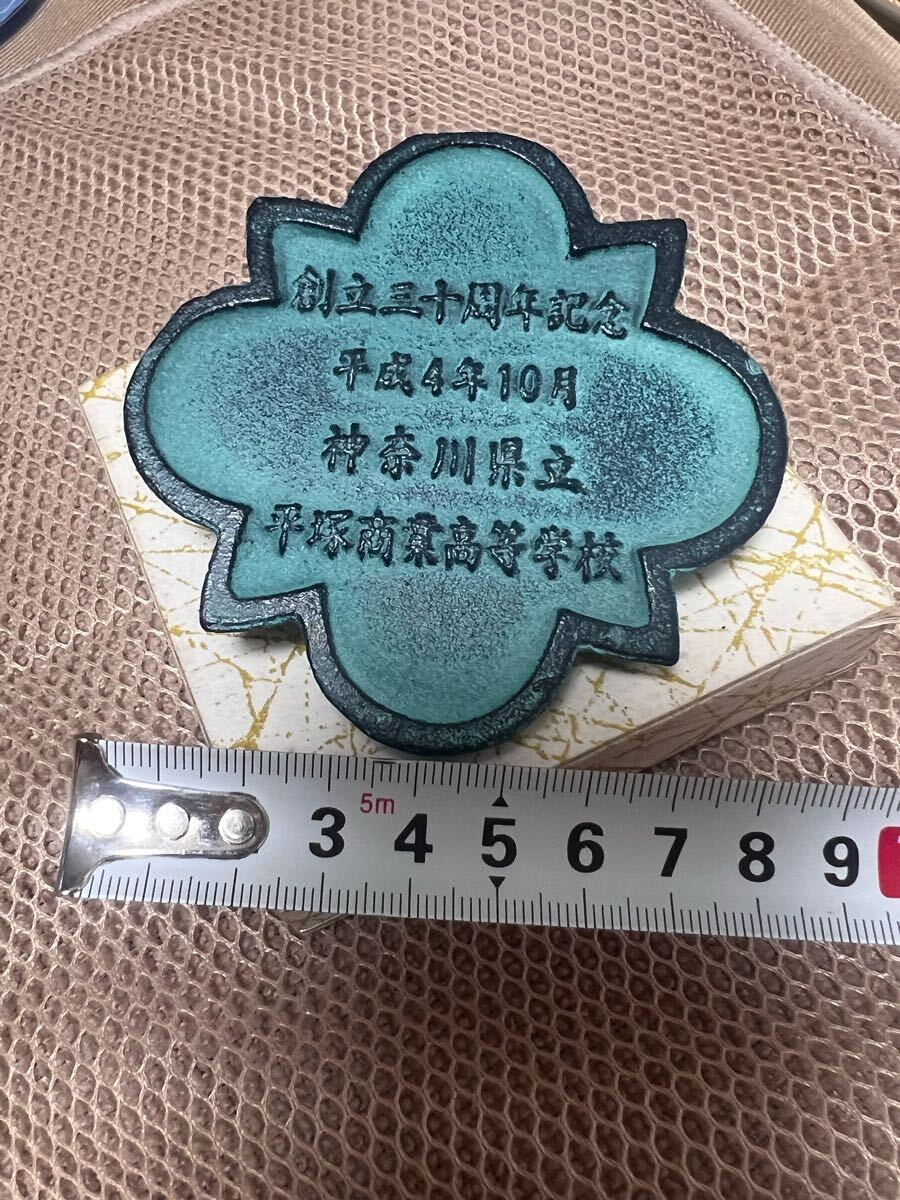 創立三十周年記念
平成4年10月
神奈川県立
平塚商業高等学校
5m
3 4 5 6 7 8 9